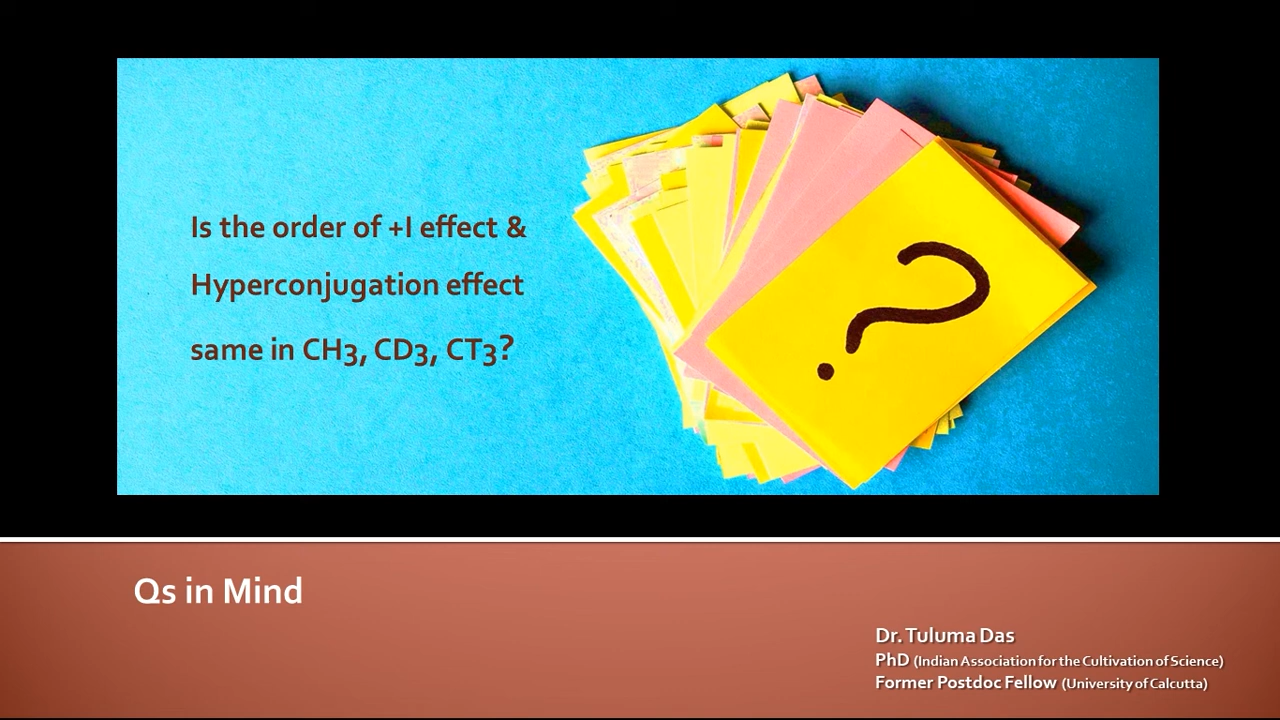 Is the order of +I effect &
Hyperconjugation effect
same in CH3, CD3, CT3?
?
Qs in Mind
Dr. Tuluma Das
PhD (Indian Association for the Cultivation of Science)
Former Postdoc Fellow (University of Calcutta)